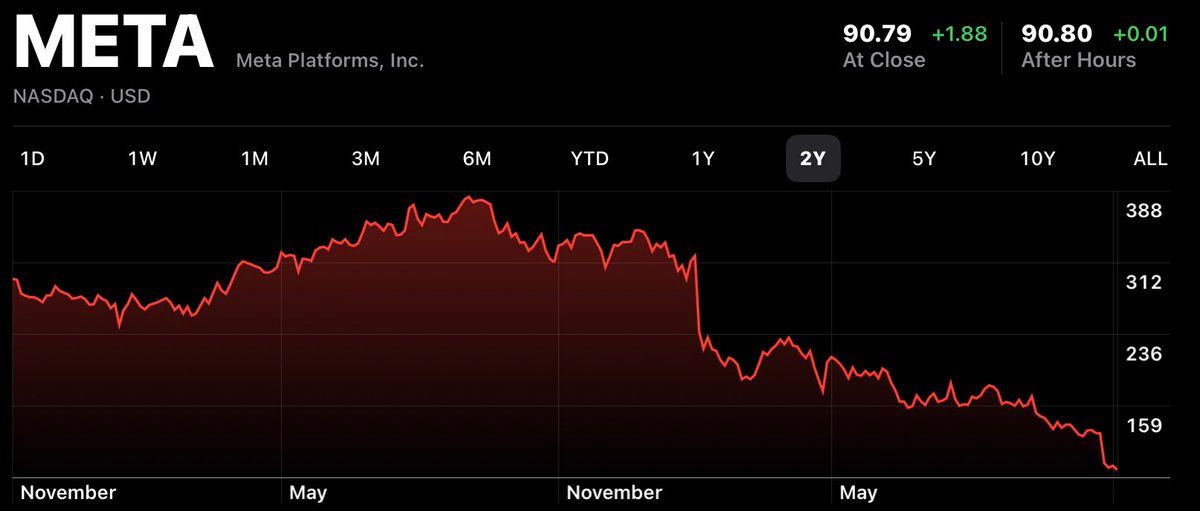 META Meta Platforms, Inc.
NASDAQ · USD
90.79 +1.88
At Close
90.80 +0.01
After Hours
1D 1W 1M 3M 6M YTD 1Y 2Y 5Y 10Y ALL
388
312
236
159
November May November May